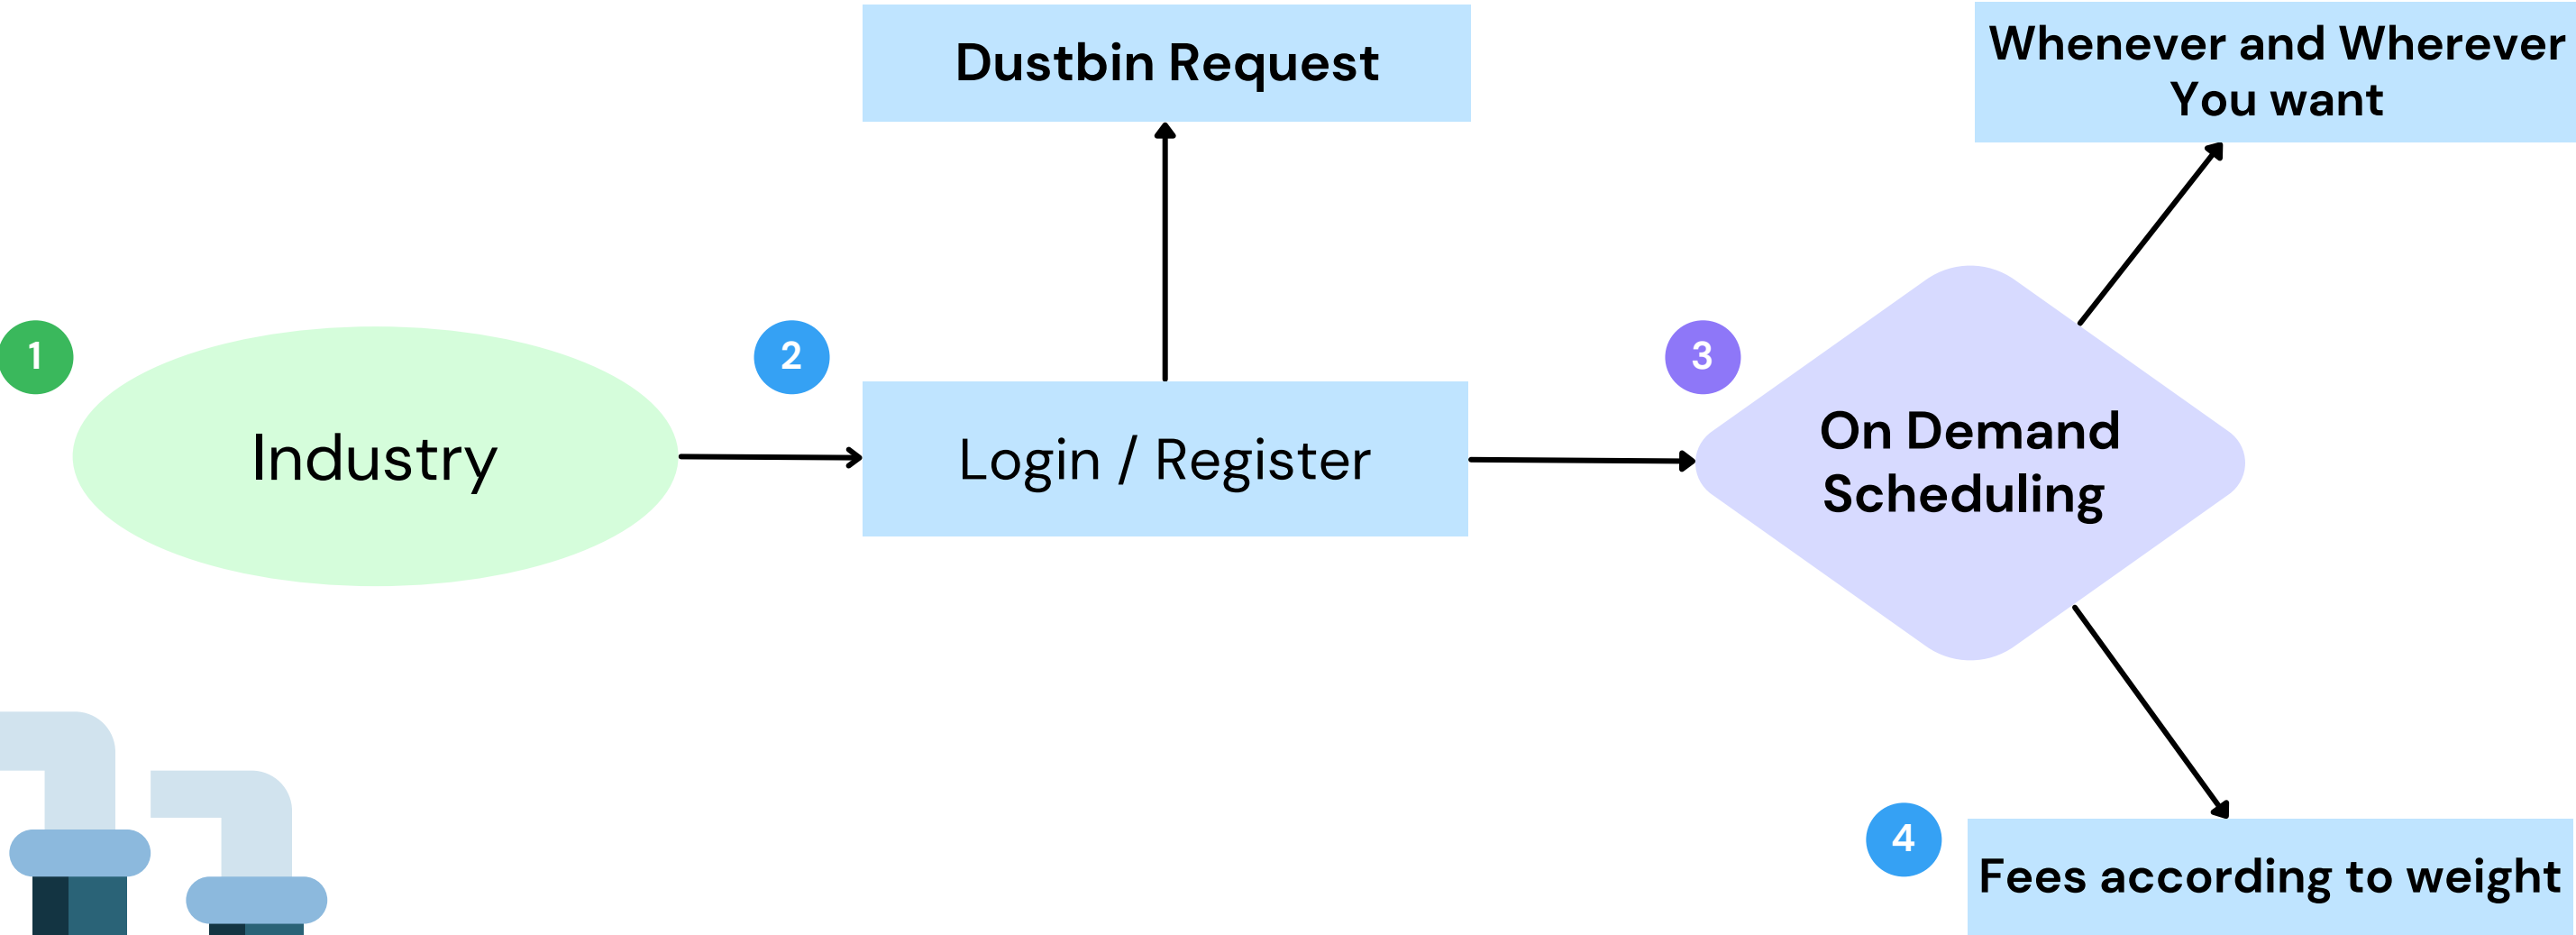 Dustbin Request
Whenever and Wherever
You want
1
Industry
2
Login / Register
3
On Demand
Scheduling
4
Fees according to weight